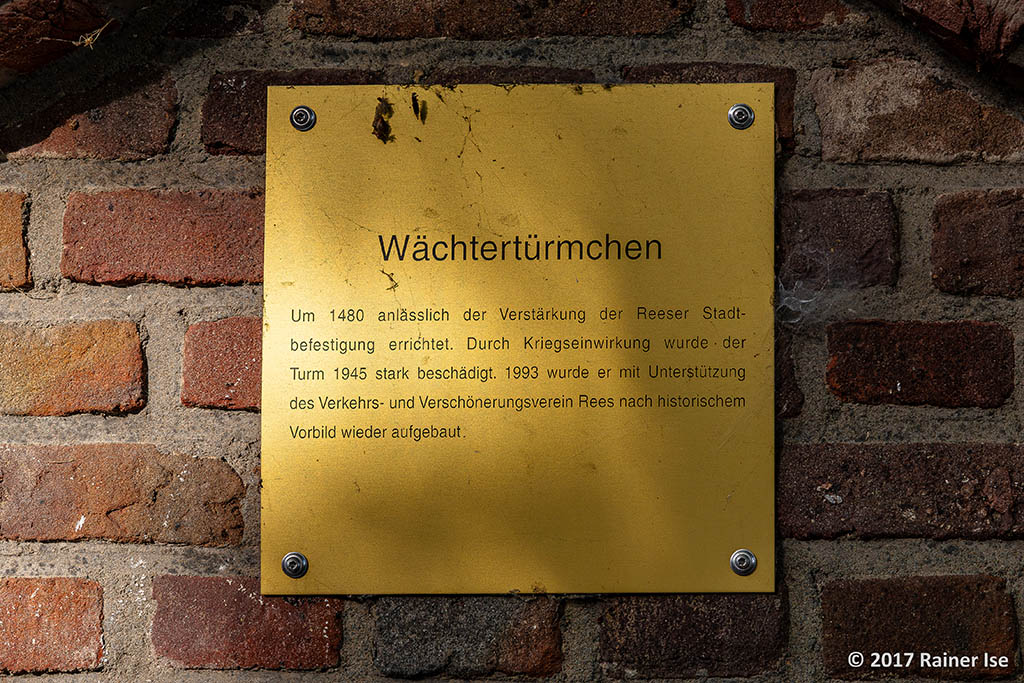 Wächtertürmchen
Um 1480 anlässlich der Verstärkung der Reeser Stadt-
befestigung errichtet. Durch Kriegseinwirkung wurde der
Turm 1945 stark beschädigt. 1993 wurde er mit Unterstützung
des Verkehrs- und Verschönerungsverein Rees nach historischem
Vorbild wieder aufgebaut.
© 2017 Rainer Ise